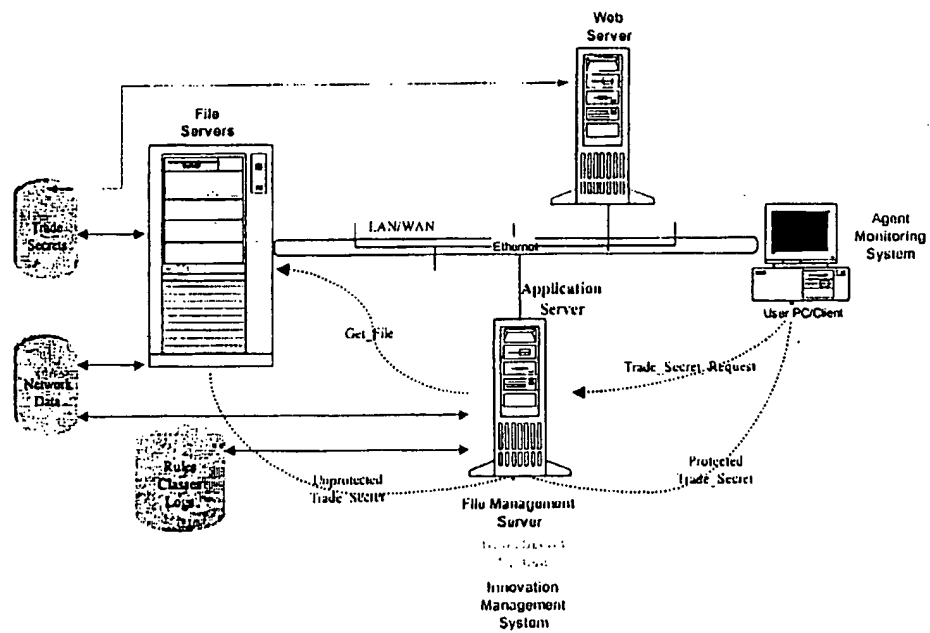 Web
Server
File
Servers
Trade
Secrets
LAN/WAN
Ethernet
Agent
Monitoring
System
User PC/Client
Application
Server
Get_File
Trade_Secret_Request
Network
Data
Rules
Classes
Logs
Unprotected
Trade_Secret
Protected
Trade_Secret
File Management
Server
Innovation
Management
System